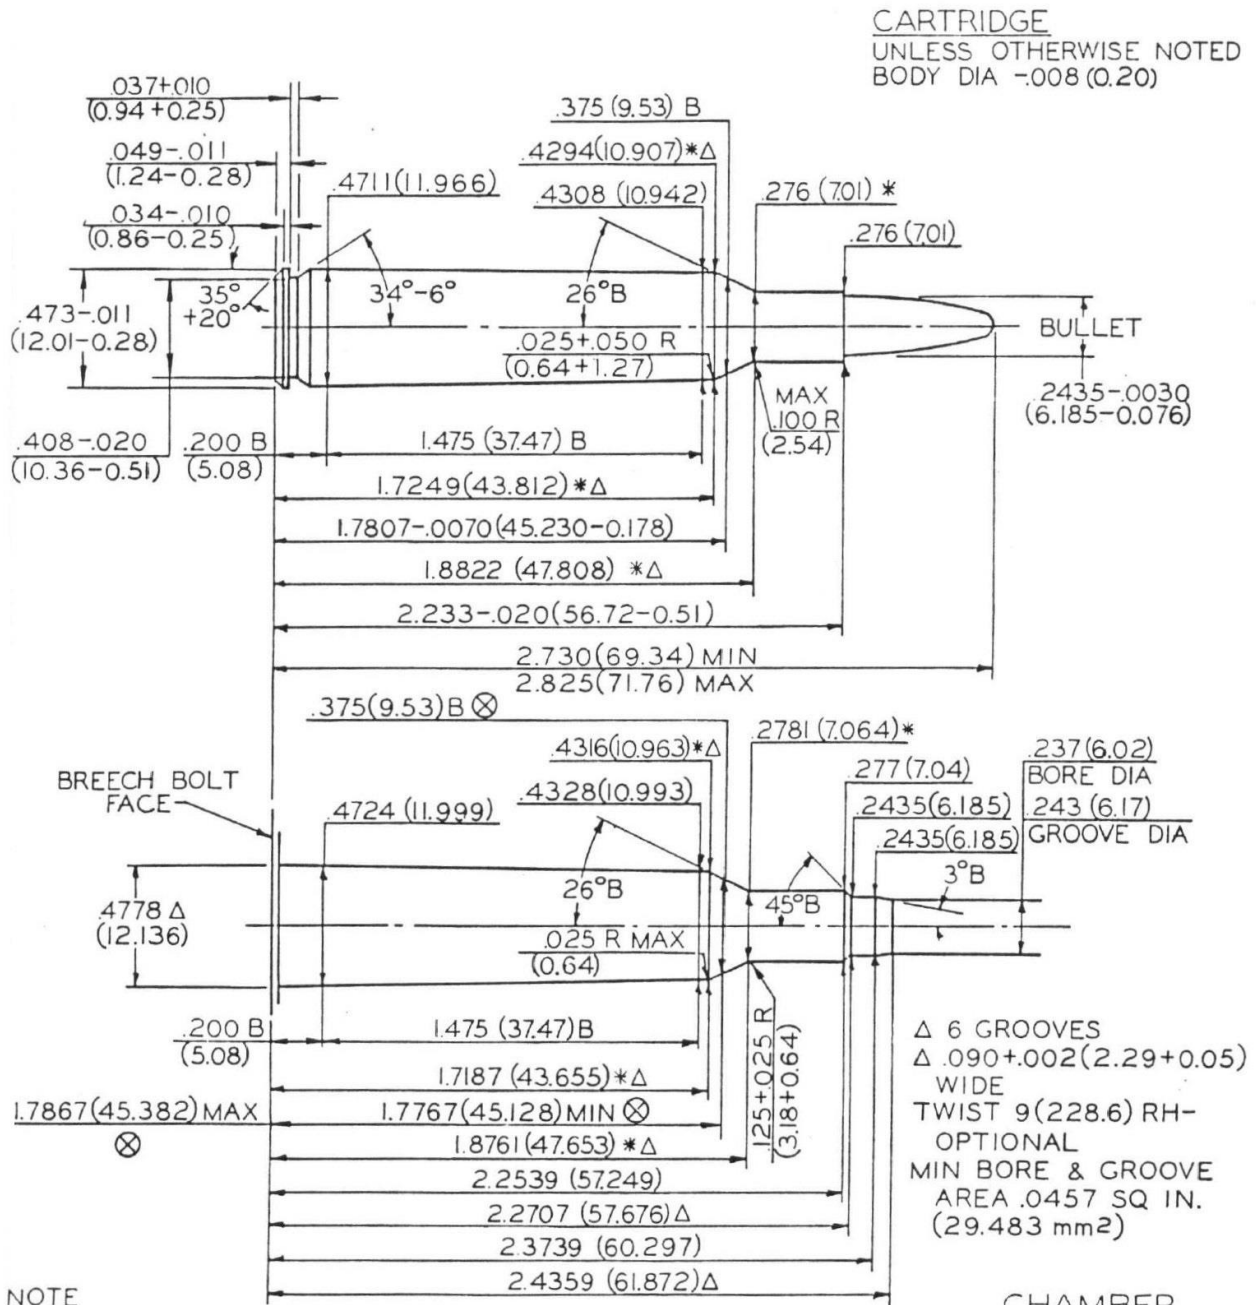 CARTRIDGE
UNLESS OTHERWISE NOTED
BODY DIA -.008 (0.20)
.037+.010
(0.94+0.25)
.375 (9.53) B
.049-.011
(1.24-0.28)
.4294(10.907)*Δ
.4711(11.966)
.4308 (10.942)
.276 (7.01) *
.034-.010
(0.86-0.25)
.276(7.01)
35°
+20°
34°-6°
26°B
.473-.011
(12.01-0.28)
BULLET
.025+.050 R
(0.64+1.27)
.2435-.0030
(6.185-0.076)
MAX
.100 R
(2.54)
.408-.020
(10.36-0.51)
.200 B
(5.08)
1.475 (37.47) B
1.7249(43.812)*Δ
1.7807-.0070(45.230-0.178)
1.8822 (47.808) *Δ
2.233-.020(56.72-0.51)
2.730(69.34) MIN
2.825(71.76) MAX
.375(9.53)B ⊗
.2781 (7.064)*
.4316(10.963)*Δ
.237(6.02)
BORE DIA
BREECH BOLT
FACE
.277 (7.04)
.4328(10.993)
.4724 (11.999)
.2435(6.185)
.243 (6.17)
GROOVE DIA
.2435(6.185)
26°B
45°B
3°B
.4778 Δ
(12.136)
.025 R MAX
(0.64)
.200 B
(5.08)
1.475 (37.47)B
.125+.025 R
(3.18+0.64)
Δ 6 GROOVES
Δ .090+.002(2.29+0.05)
WIDE
TWIST 9(228.6) RH-
OPTIONAL
MIN BORE & GROOVE
AREA .0457 SQ IN.
(29.483 mm2)
1.7187 (43.655)*Δ
1.7867(45.382)MAX
⊗
1.7767(45.128)MIN ⊗
1.8761(47.653)*Δ
2.2539 (57.249)
2.2707 (57.676)Δ
2.3739 (60.297)
2.4359 (61.872)Δ
NOTE
CHAMBER